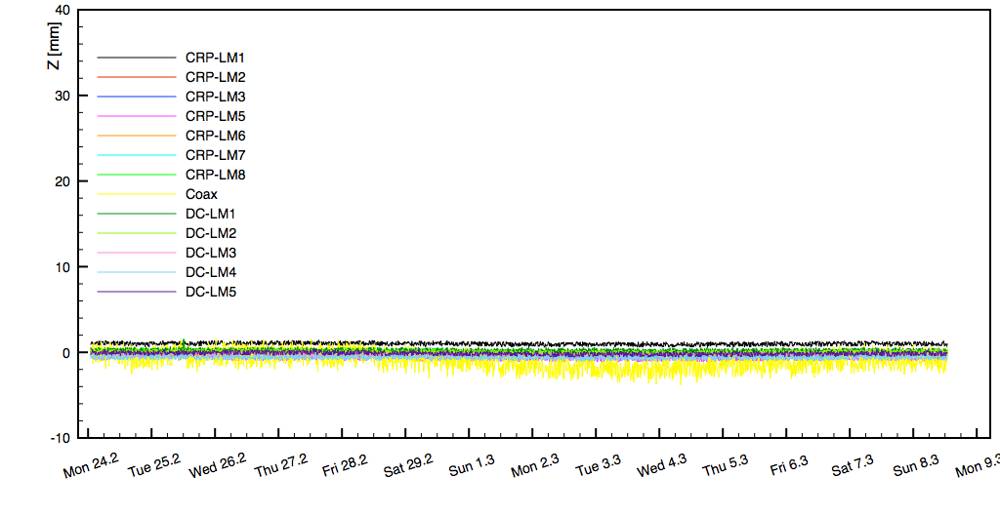 40
Z [mm]
CRP-LM1
CRP-LM2
CRP-LM3
30
CRP-LM5
CRP-LM6
CRP-LM7
CRP-LM8
20
Coax
DC-LM1
DC-LM2
DC-LM3
10
DC-LM4
DC-LM5
0
-10
Mon 24.2 Tue 25.2 Wed 26.2 Thu 27.2 Fri 28.2 Sat 29.2 Sun 1.3 Mon 2.3 Tue 3.3 Wed 4.3 Thu 5.3 Fri 6.3 Sat 7.3 Sun 8.3 Mon 9.3